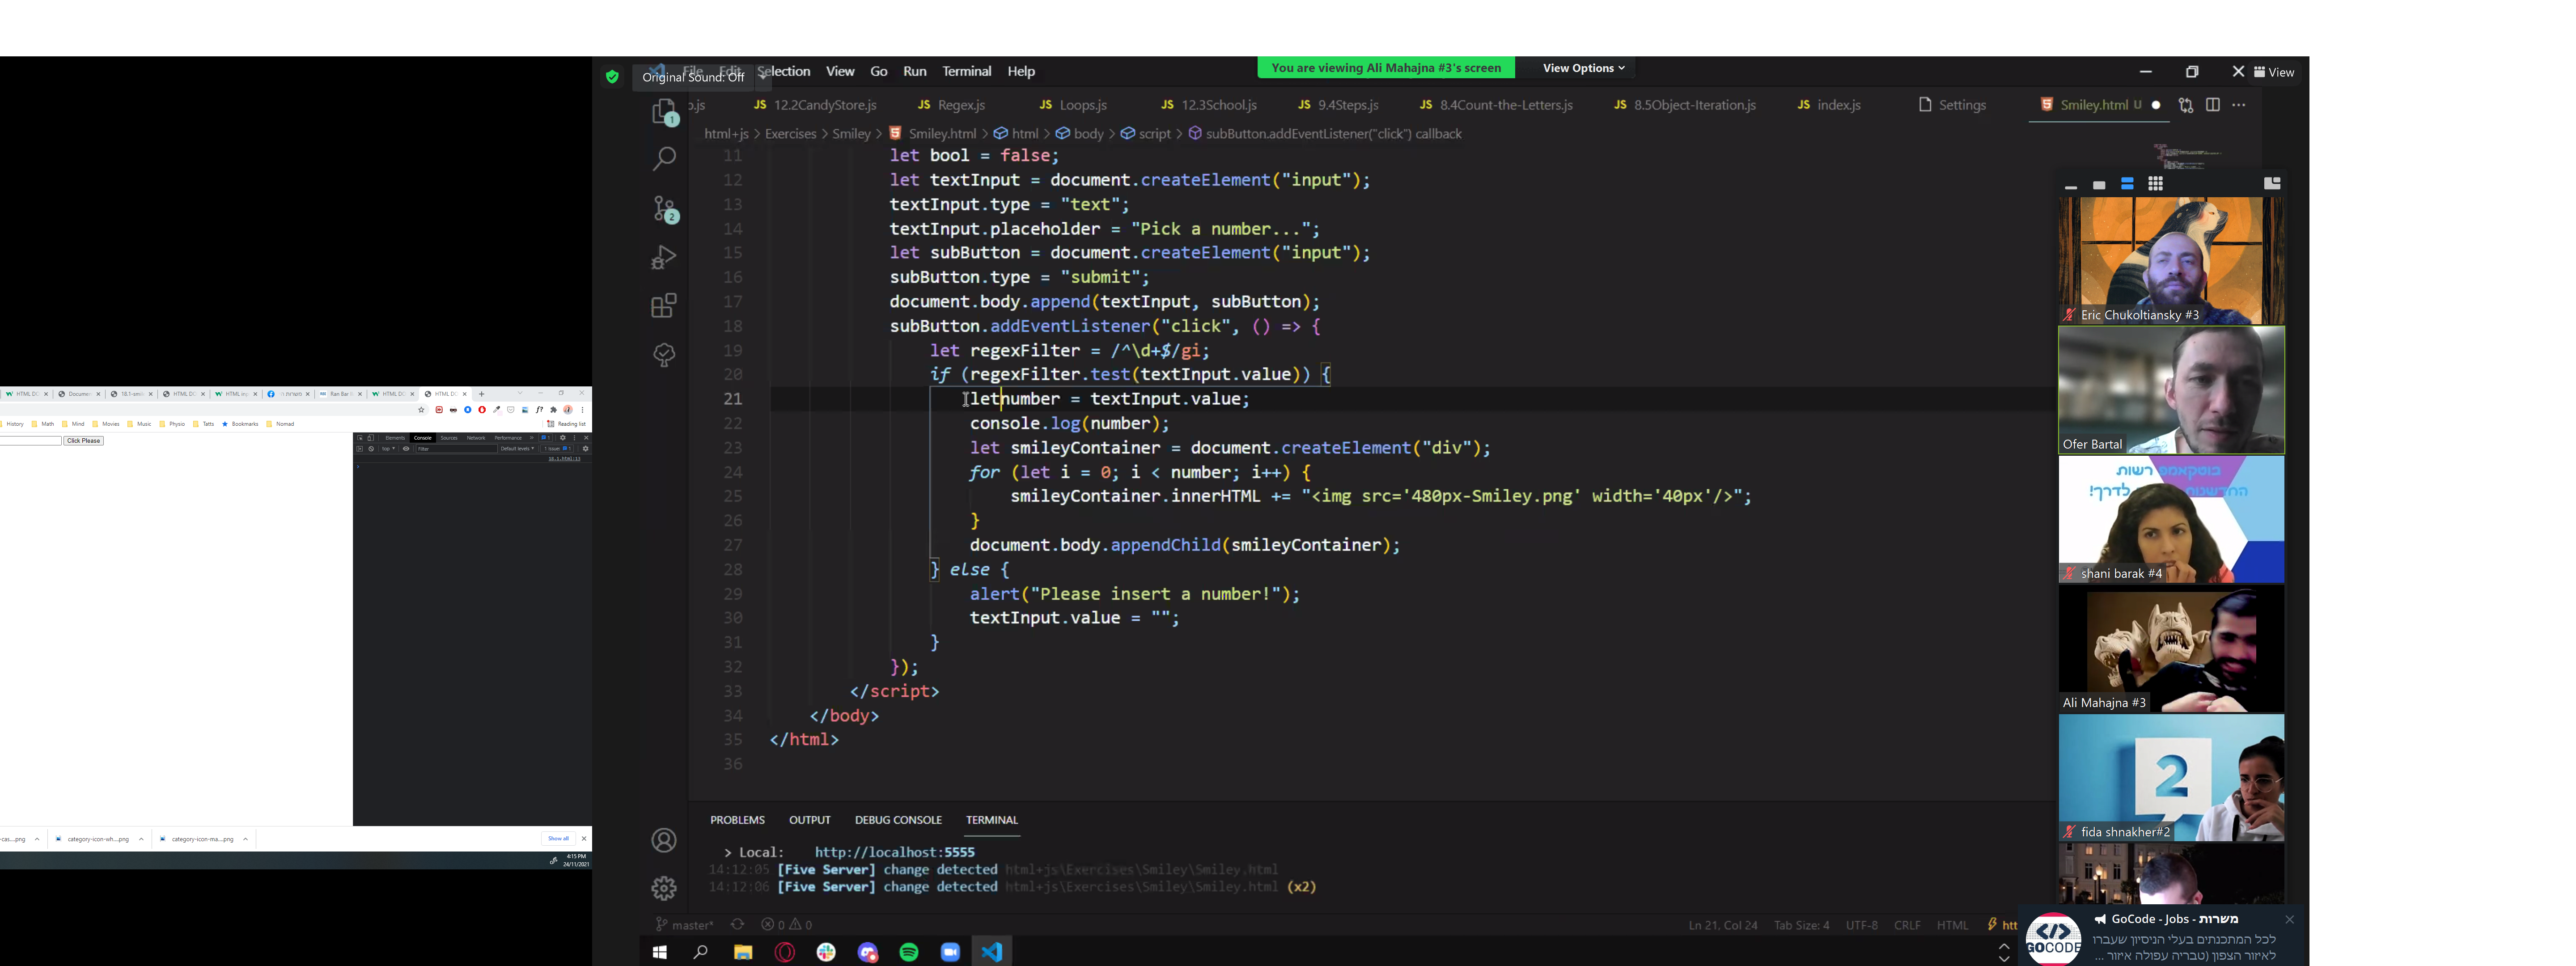 Original Sound: Off
File Edit Selection View Go Run Terminal Help
You are viewing Ali Mahajna #3's screen
View Options
View
.js
12.2CandyStore.js
Regex.js
Loops.js
12.3School.js
9.4Steps.js
8.4Count-the-Letters.js
8.5Object-Iteration.js
index.js
Settings
Smiley.html U
html+js > Exercises > Smiley > Smiley.html > html > body > script > subButton.addEventListener("click") callback
11 let bool = false;
12 let textInput = document.createElement("input");
13 textInput.type = "text";
14 textInput.placeholder = "Pick a number...";
15 let subButton = document.createElement("input");
16 subButton.type = "submit";
17 document.body.append(textInput, subButton);
18 subButton.addEventListener("click", () => {
19 let regexFilter = /^\d+$/gi;
20 if (regexFilter.test(textInput.value)) {
21 letnumber = textInput.value;
22 console.log(number);
23 let smileyContainer = document.createElement("div");
24 for (let i = 0; i < number; i++) {
25 smileyContainer.innerHTML += "<img src='480px-Smiley.png' width='40px'/>";
26 }
27 document.body.appendChild(smileyContainer);
28 } else {
29 alert("Please insert a number!");
30 textInput.value = "";
31 }
32 });
33 </script>
34 </body>
35 </html>
36
PROBLEMS OUTPUT DEBUG CONSOLE TERMINAL
> Local: http://localhost:5555
14:12:05 [Five Server] change detected html+js\Exercises\Smiley\Smiley.html
14:12:06 [Five Server] change detected html+js\Exercises\Smiley\Smiley.html (x2)
master* 0 0
Ln 21, Col 24 Tab Size: 4 UTF-8 CRLF HTML htt
Eric Chukoltiansky #3
Ofer Bartal
בוטקאמפ רשות
לדרך!
shani barak #4
Ali Mahajna #3
2
fida shnakher#2
GoCode - Jobs - משרות
לכל המתכנתים בעלי הניסיון שעברו
לאיזור הצפון (טבריה עפולה איזור ...
</>
GOCODE
History Math Mind Movies Music Physio Tatts Bookmarks Nomad Reading list
Click Please
Elements Console Sources Network Performance
top Filter Default levels 1 Issue
category-icon-wh....png
category-icon-ma....png
Show all
4:15 PM
24/11/2021